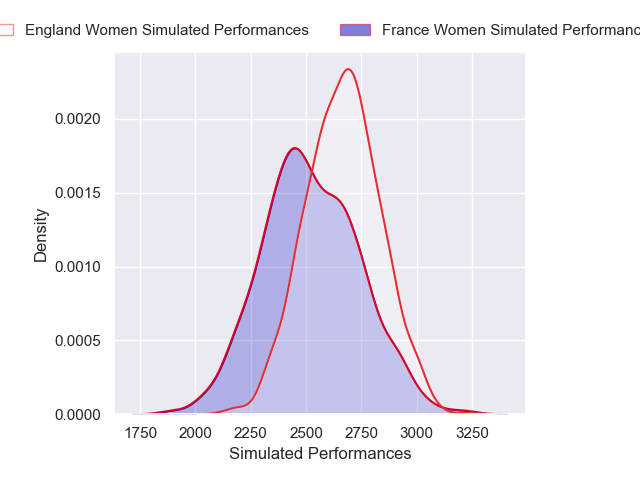 England Women Simulated Performances France Women Simulated
0.0020
0.0015
0.0010
0.0005
0.0000
Density
1750 2000 2250 2500 2750 3000 3250
Simulated Performances